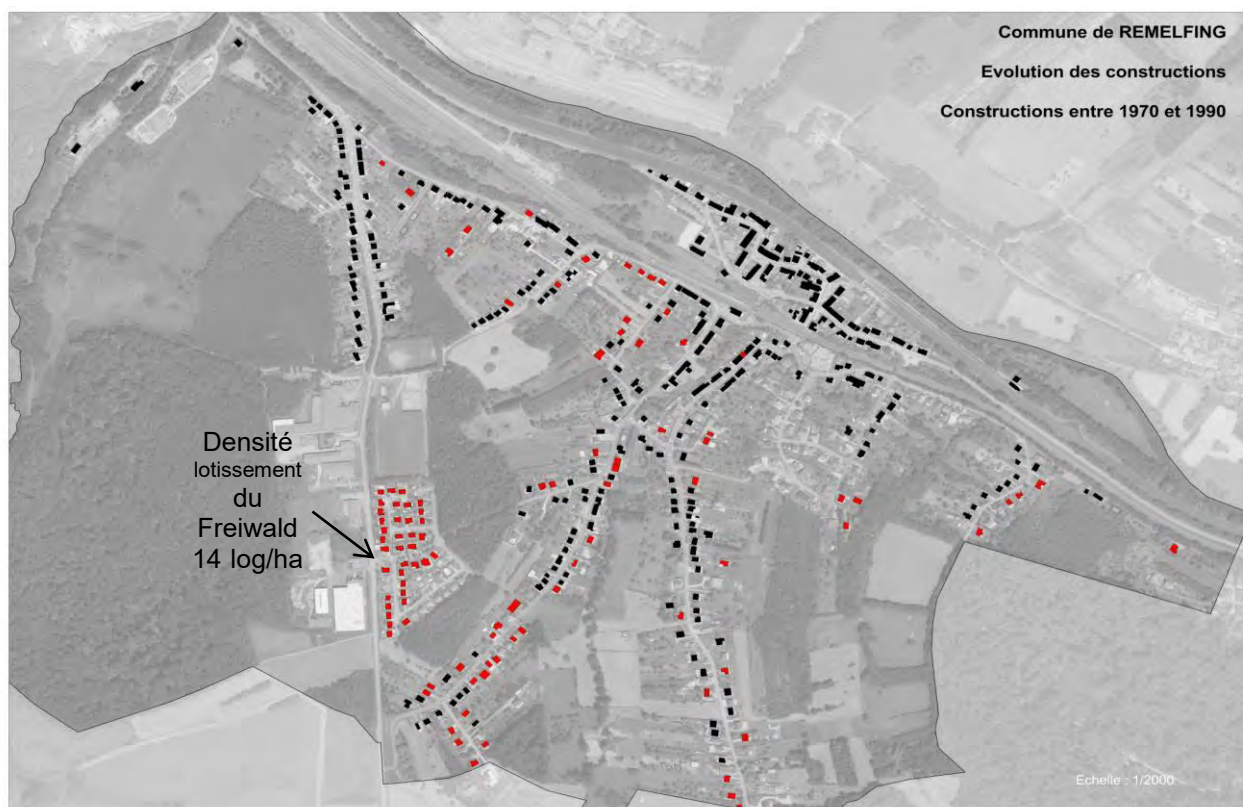 Commune de REMELFING
Evolution des constructions
Constructions entre 1970 et 1990
Densité
lotissement
du
Freiwald
14 log/ha
Echelle : 1/2000